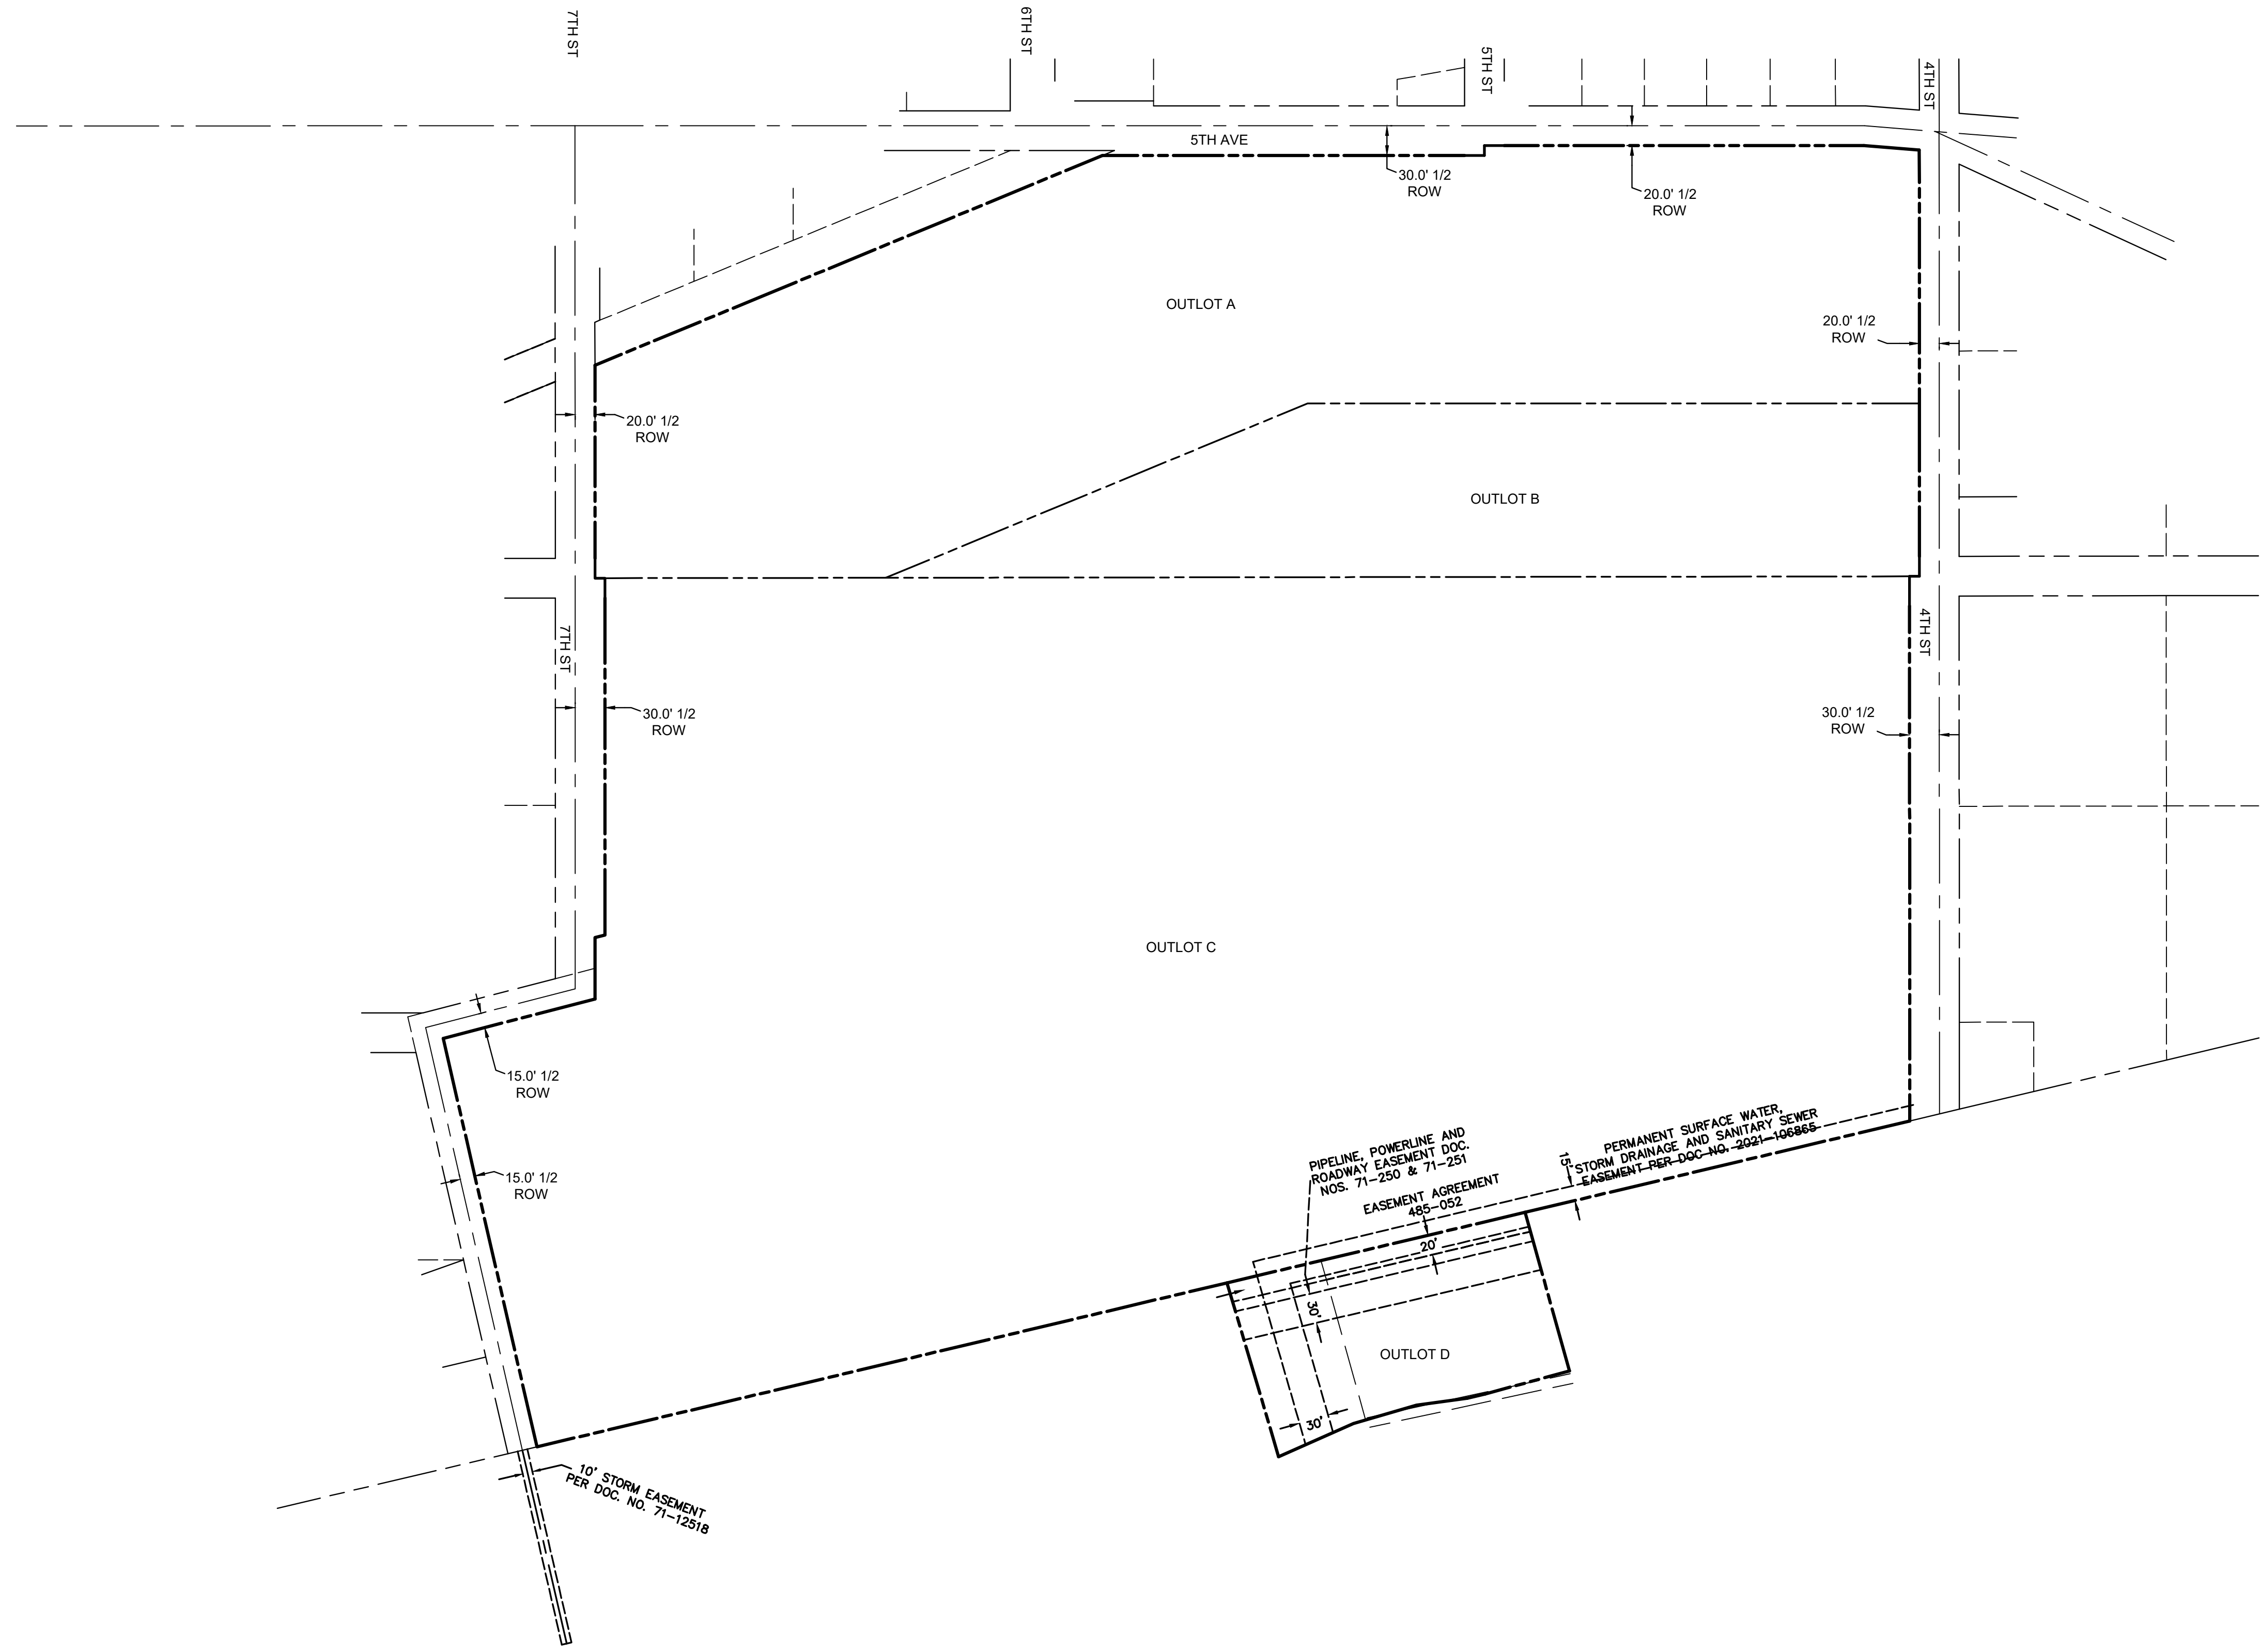 7TH ST
6TH ST
5TH ST
4TH ST
5TH AVE
30.0' 1/2
ROW
20.0' 1/2
ROW
OUTLOT A
20.0' 1/2
ROW
20.0' 1/2
ROW
OUTLOT B
7TH ST
4TH ST
30.0' 1/2
ROW
30.0' 1/2
ROW
OUTLOT C
15.0' 1/2
ROW
15.0' 1/2
ROW
PIPELINE, POWERLINE AND
ROADWAY EASEMENT DOC.
NOS. 71-250 & 71-251
EASEMENT AGREEMENT
485-052
15'
PERMANENT SURFACE WATER,
STORM DRAINAGE AND SANITARY SEWER
EASEMENT PER DOC NO. 2021-106865
20'
30'
OUTLOT D
30'
10' STORM EASEMENT
PER DOC. NO. 71-12518